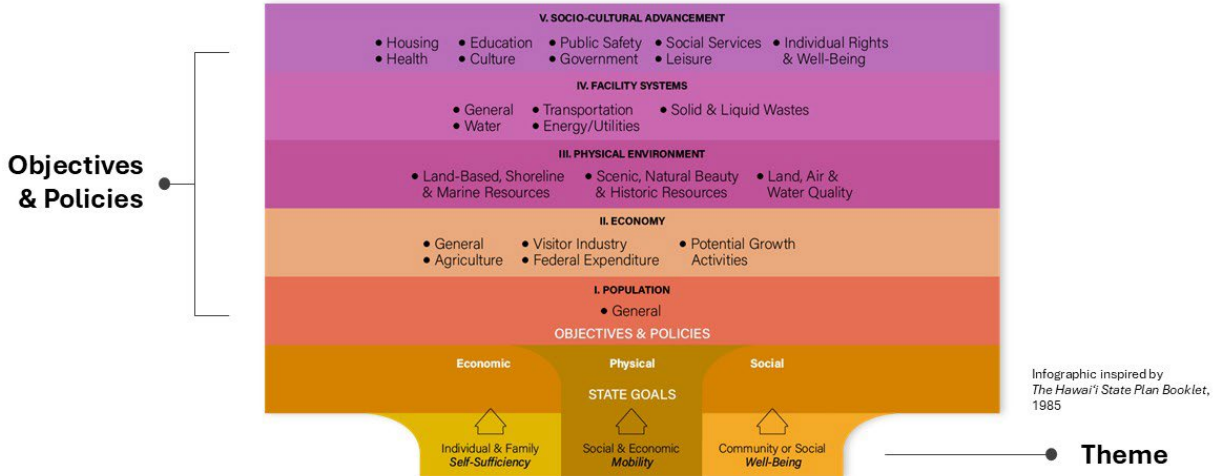 V. SOCIO-CULTURAL ADVANCEMENT
• Housing • Education • Public Safety • Social Services • Individual Rights
• Health • Culture • Government • Leisure & Well-Being
IV. FACILITY SYSTEMS
• General • Transportation • Solid & Liquid Wastes
• Water • Energy/Utilities
Objectives
& Policies
III. PHYSICAL ENVIRONMENT
• Land-Based, Shoreline • Scenic, Natural Beauty • Land, Air &
& Marine Resources & Historic Resources Water Quality
II. ECONOMY
• General • Visitor Industry • Potential Growth
• Agriculture • Federal Expenditure Activities
I. POPULATION
• General
OBJECTIVES & POLICIES
Economic Physical Social
STATE GOALS
Infographic inspired by
The Hawaiʻi State Plan Booklet,
1985
Individual & Family Social & Economic Community or Social
Self-Sufficiency Mobility Well-Being
Theme